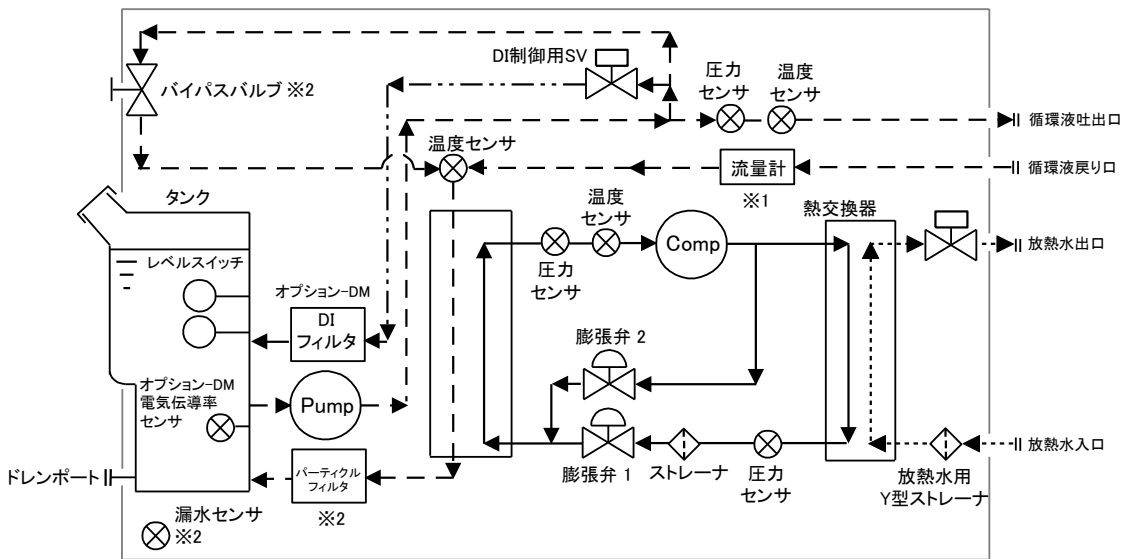 DI制御用SV
圧力
センサ
温度
センサ
バイパスバルブ ※2
循環液吐出口
温度センサ
循環液戻り口
流量計
※1
タンク
温度
センサ
熱交換器
Comp
放熱水出口
レベルスイッチ
圧力
センサ
オプション-DM
DI
フィルタ
膨張弁 2
オプション-DM
電気伝導率
センサ
Pump
放熱水入口
膨張弁 1
ストレーナ
圧力
センサ
放熱水用
Y型ストレーナ
ドレンポート
パーティクル
フィルタ
※2
漏水センサ
※2